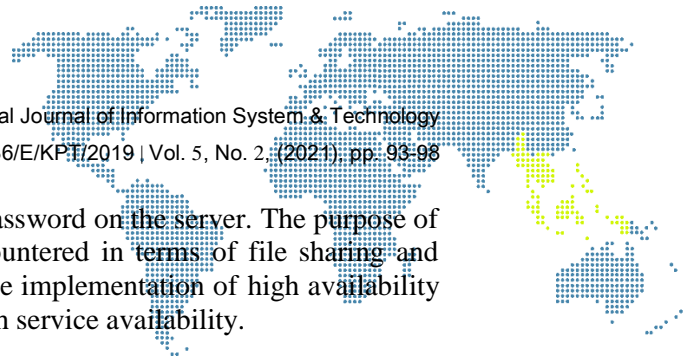 al Journal of Information System & Technology
6/E/KPT/2019 | Vol. 5, No. 2, (2021), pp. 93-98
assword on the server. The purpose of
ountered in terms of file sharing and
e implementation of high availability
n service availability.